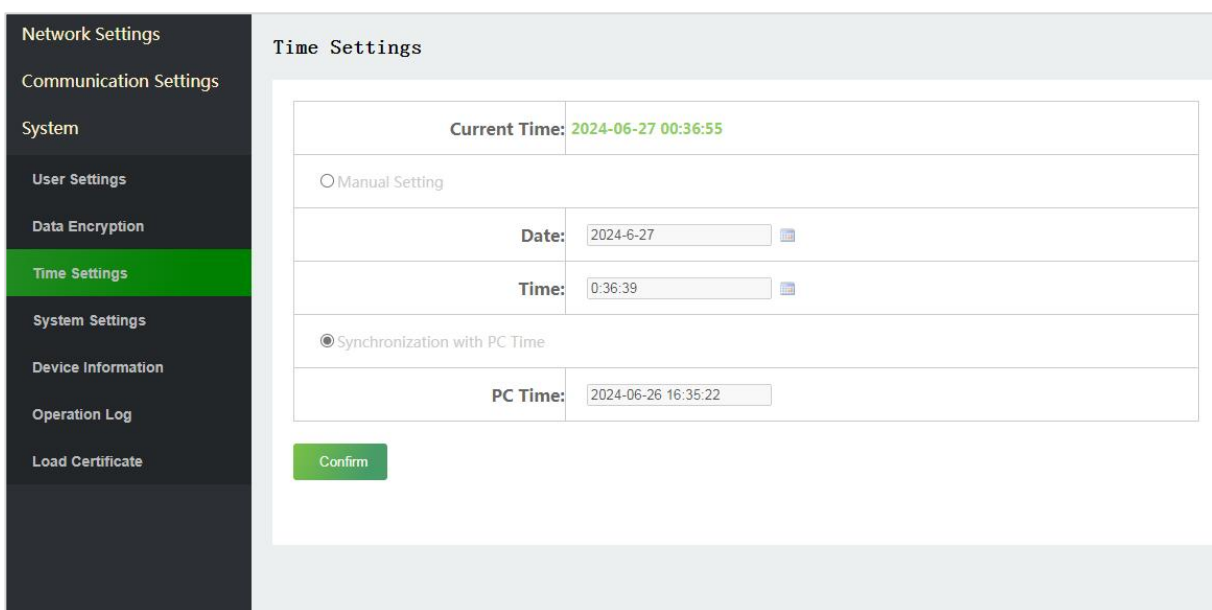 Network Settings
Communication Settings
System
User Settings
Data Encryption
Time Settings
System Settings
Device Information
Operation Log
Load Certificate
Time Settings
Current Time: 2024-06-27 00:36:55
Manual Setting
Date: 2024-6-27
Time: 0:36:39
Synchronization with PC Time
PC Time: 2024-06-26 16:35:22
Confirm